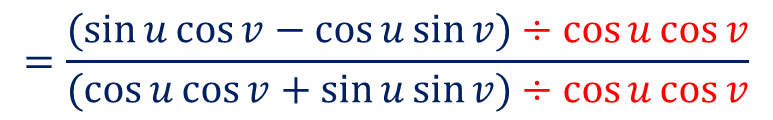 (sin u cos v − cos u sin v) ÷ cos u cos v
=
(cos u cos v + sin u sin v) ÷ cos u cos v